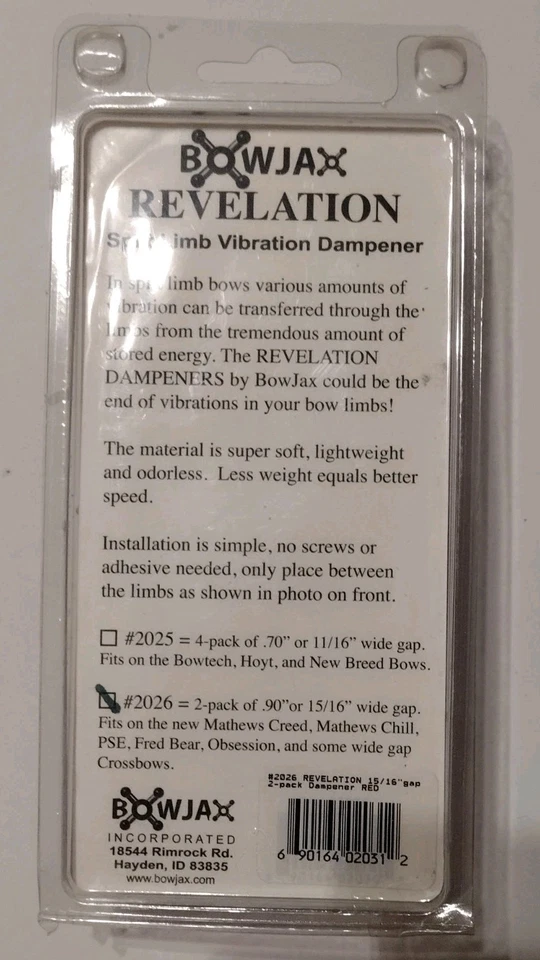 BOWJAX
REVELATION
Split Limb Vibration Dampener
In split limb bows various amounts of
vibration can be transferred through the
limbs from the tremendous amount of
stored energy. The REVELATION
DAMPENERS by BowJax could be the
end of vibrations in your bow limbs!
The material is super soft, lightweight
and odorless. Less weight equals better
speed.
Installation is simple, no screws or
adhesive needed, only place between
the limbs as shown in photo on front.
#2025 = 4-pack of .70” or 11/16” wide gap.
Fits on the Bowtech, Hoyt, and New Breed Bows.
#2026 = 2-pack of .90”or 15/16” wide gap.
Fits on the new Mathews Creed, Mathews Chill,
PSE, Fred Bear, Obsession, and some wide gap
Crossbows.
#2026 REVELATION 15/16"gap
2-pack Dampener RED
BOWJAX
INCORPORATED
18544 Rimrock Rd.
Hayden, ID 83835
www.bowjax.com
6 90164 02031 2